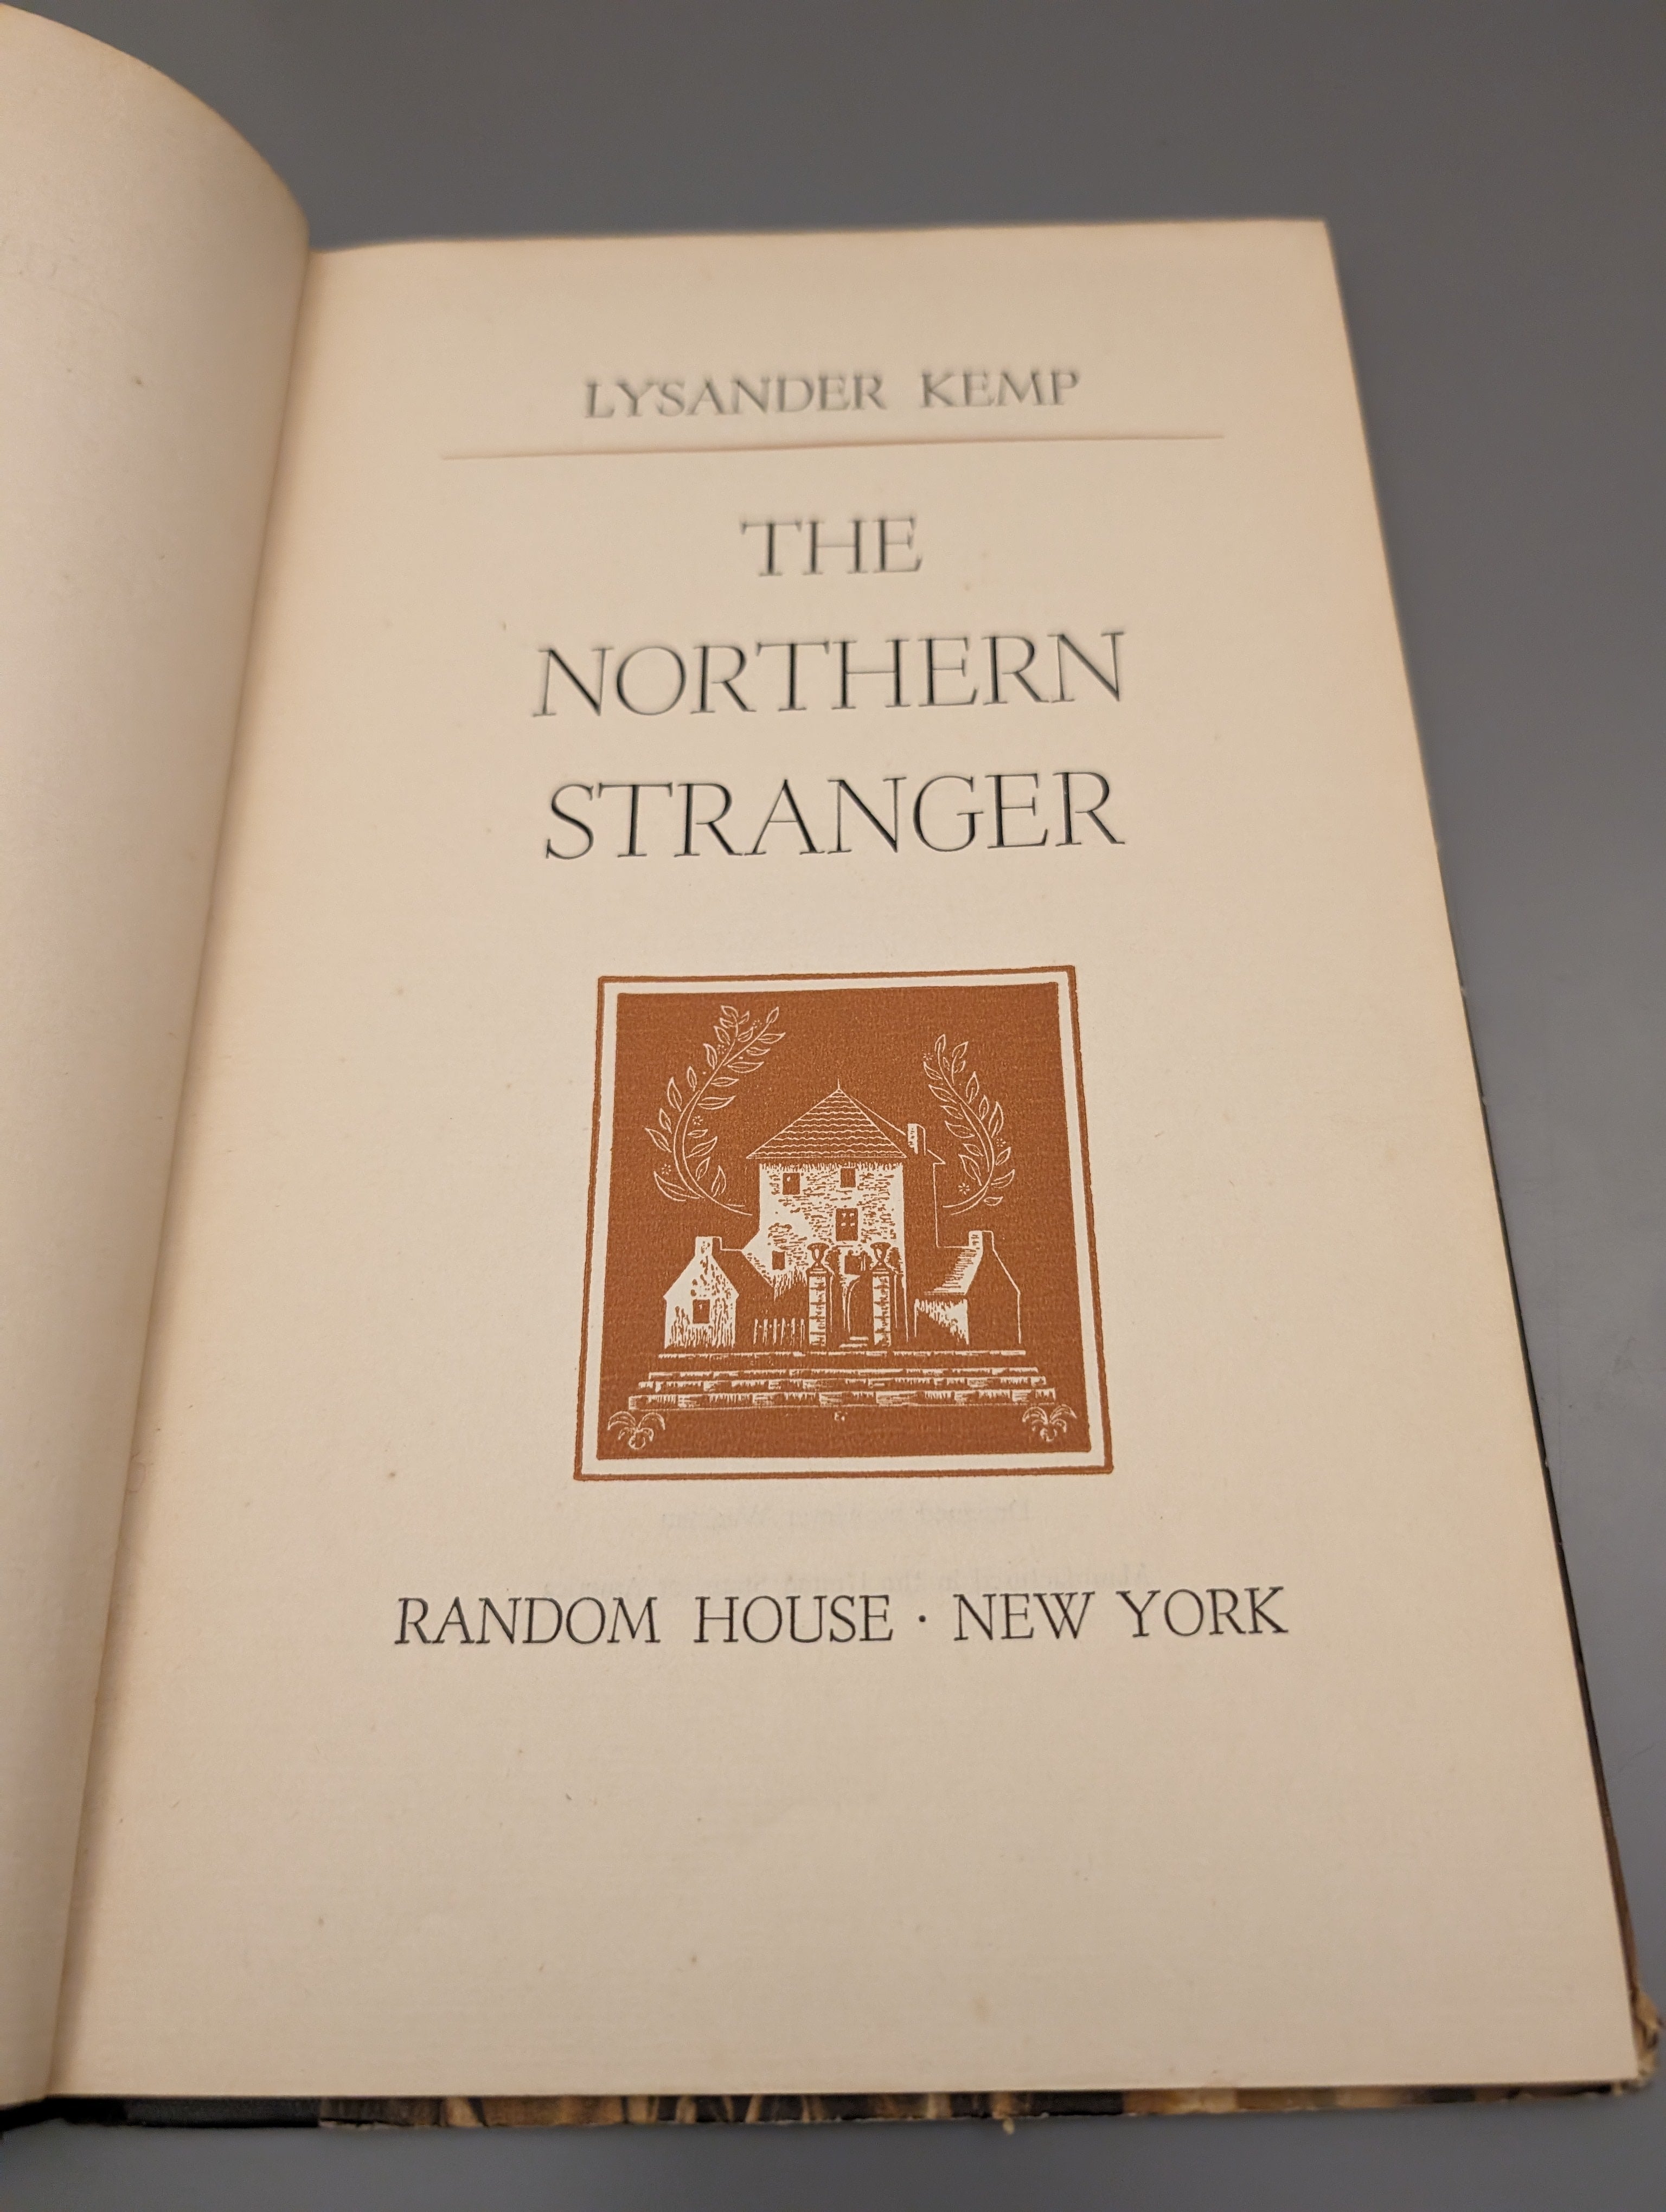 LYSANDER KEMP
THE
NORTHERN
STRANGER
RANDOM HOUSE · NEW YORK